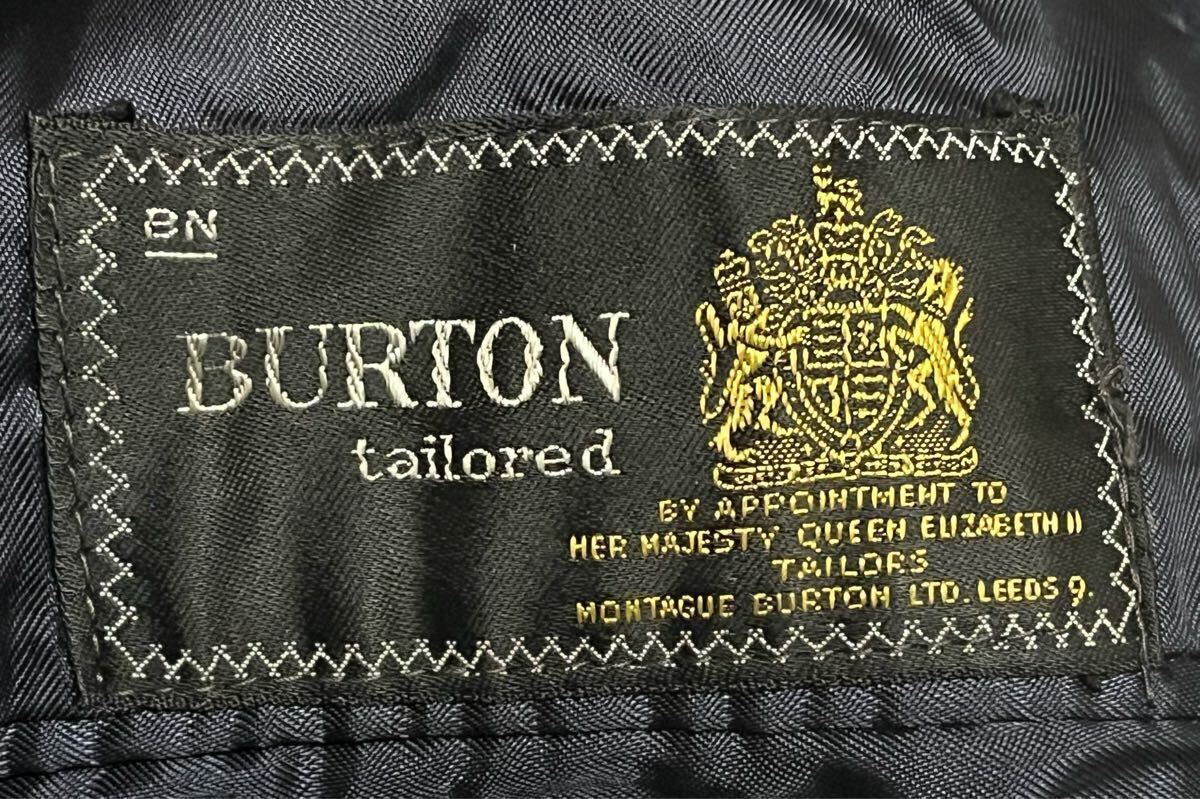 BN
BURTON
tailored
BY APPOINTMENT TO
HER MAJESTY QUEEN ELIZABETH II
TAILORS
MONTAGUE BURTON LTD. LEEDS 9.